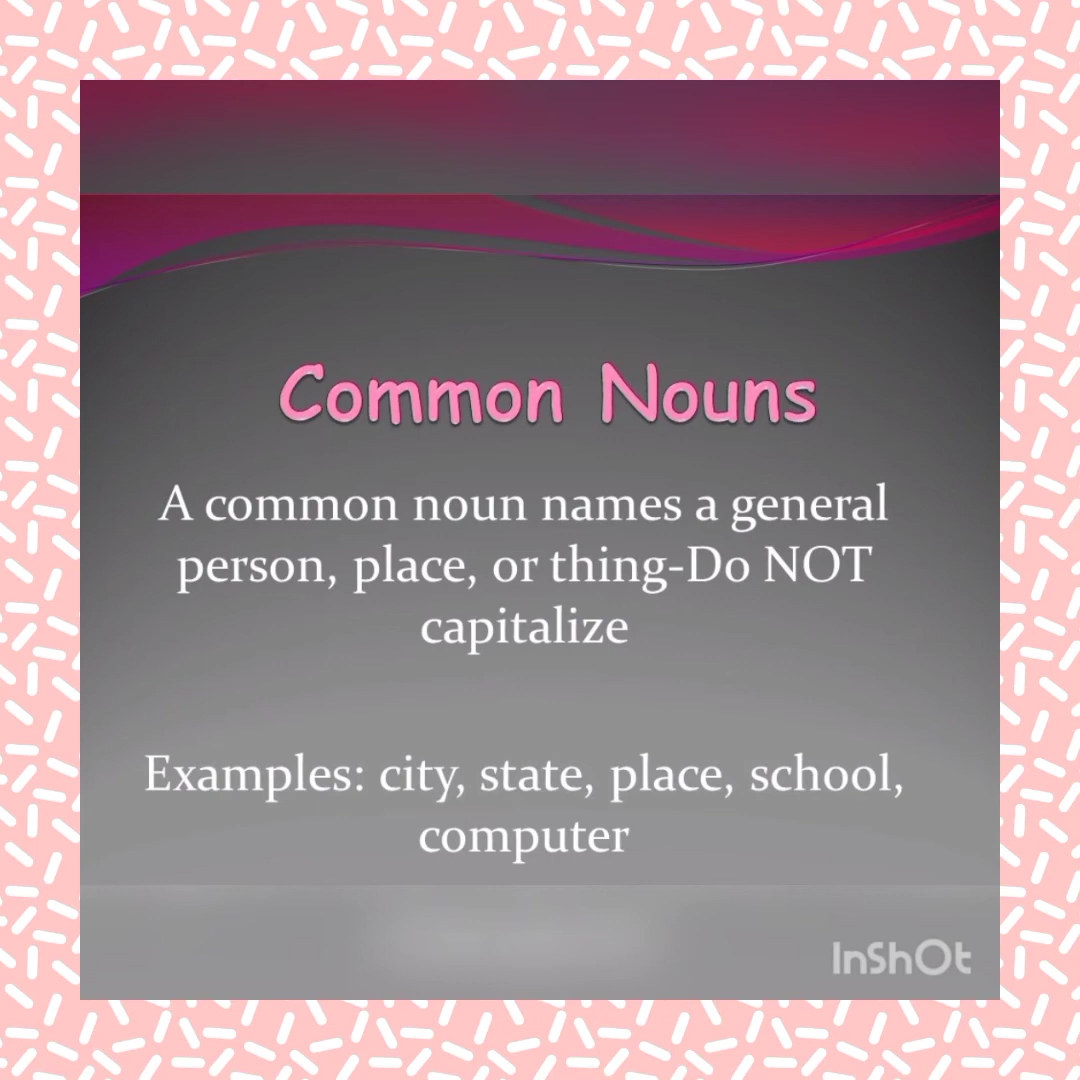 Common Nouns
A common noun names a general
person, place, or thing-Do NOT
capitalize
Examples: city, state, place, school,
computer
InShOt